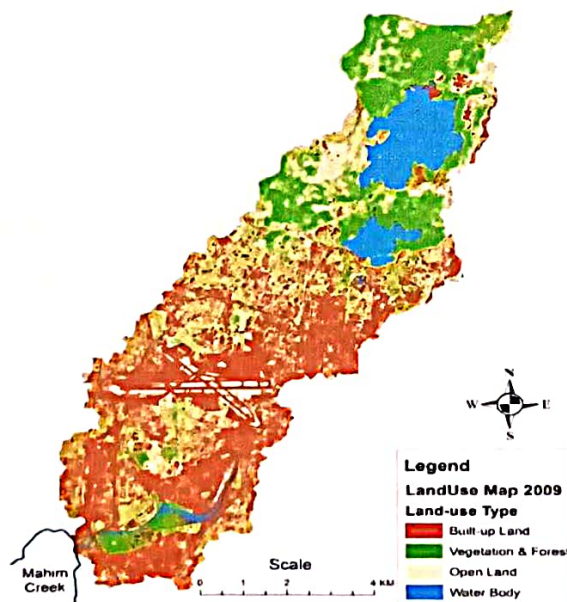 N
W E
S
Legend
LandUse Map 2009
Land-use Type
Built-up Land
Vegetation & Forest
Open Land
Water Body
Scale
0 1 2 4 KM
Mahim
Creek